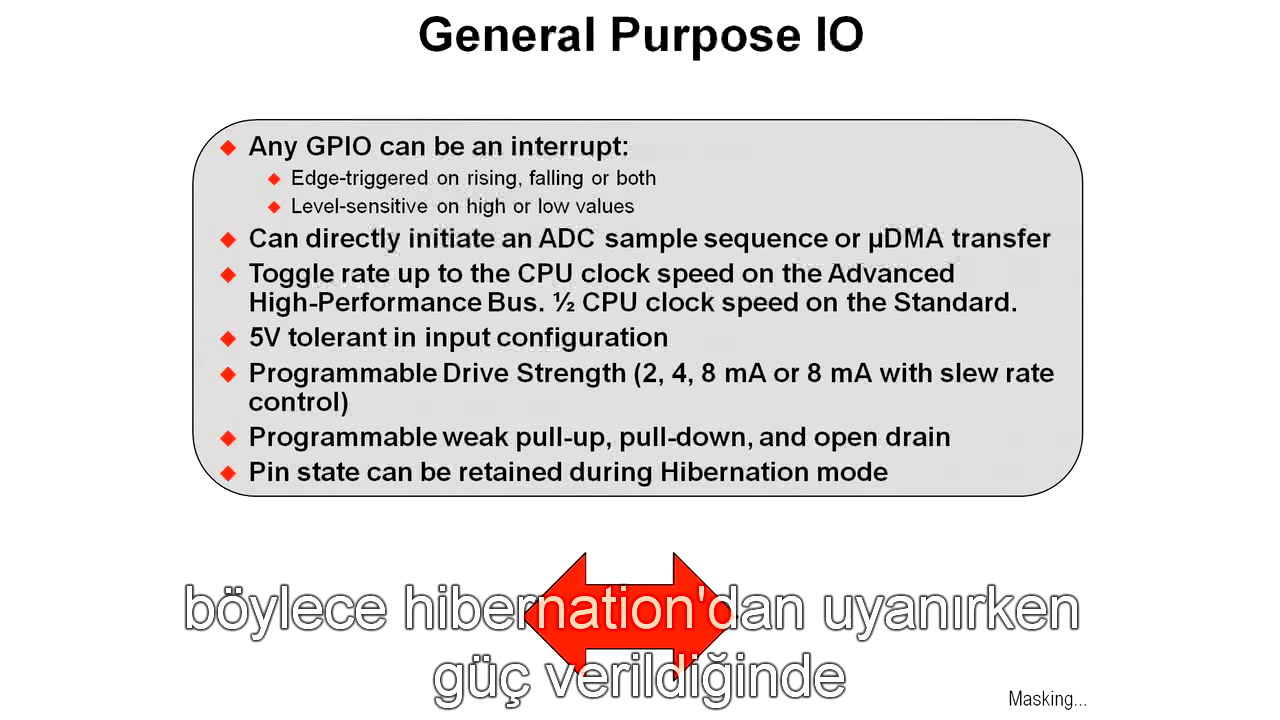 General Purpose IO
Any GPIO can be an interrupt:
Edge-triggered on rising, falling or both
Level-sensitive on high or low values
Can directly initiate an ADC sample sequence or µDMA transfer
Toggle rate up to the CPU clock speed on the Advanced
High-Performance Bus. ½ CPU clock speed on the Standard.
5V tolerant in input configuration
Programmable Drive Strength (2, 4, 8 mA or 8 mA with slew rate
control)
Programmable weak pull-up, pull-down, and open drain
Pin state can be retained during Hibernation mode
böylece hibernation'dan uyanırken
güç verildiğinde
Masking...